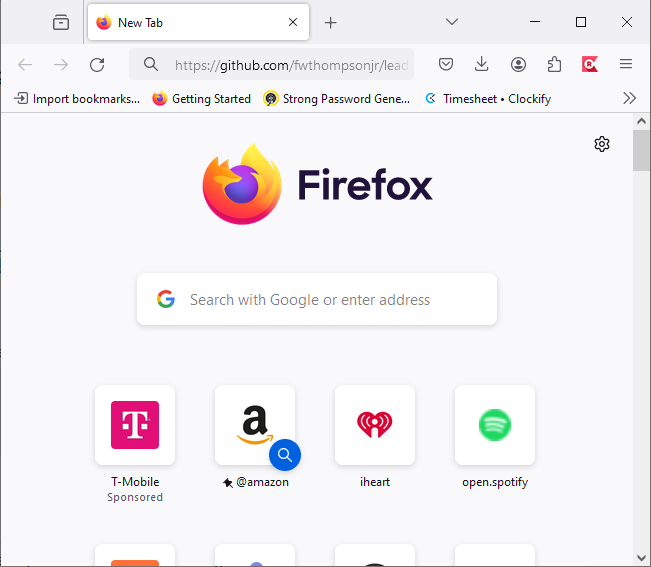 New Tab
https://github.com/fwthompsonjr/lead
Import bookmarks...
Getting Started
Strong Password Gene...
Timesheet • Clockify
Firefox
Search with Google or enter address
T-Mobile
Sponsored
@amazon
iheart
open.spotify